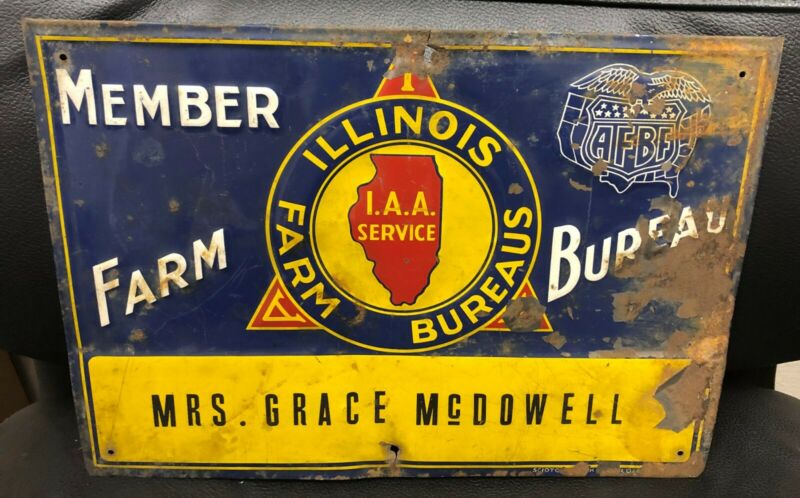 MEMBER
FARM BUREAU
ILLINOIS
FARM BUREAUS
I.A.A.
SERVICE
AFBF
I
MRS. GRACE McDOWELL